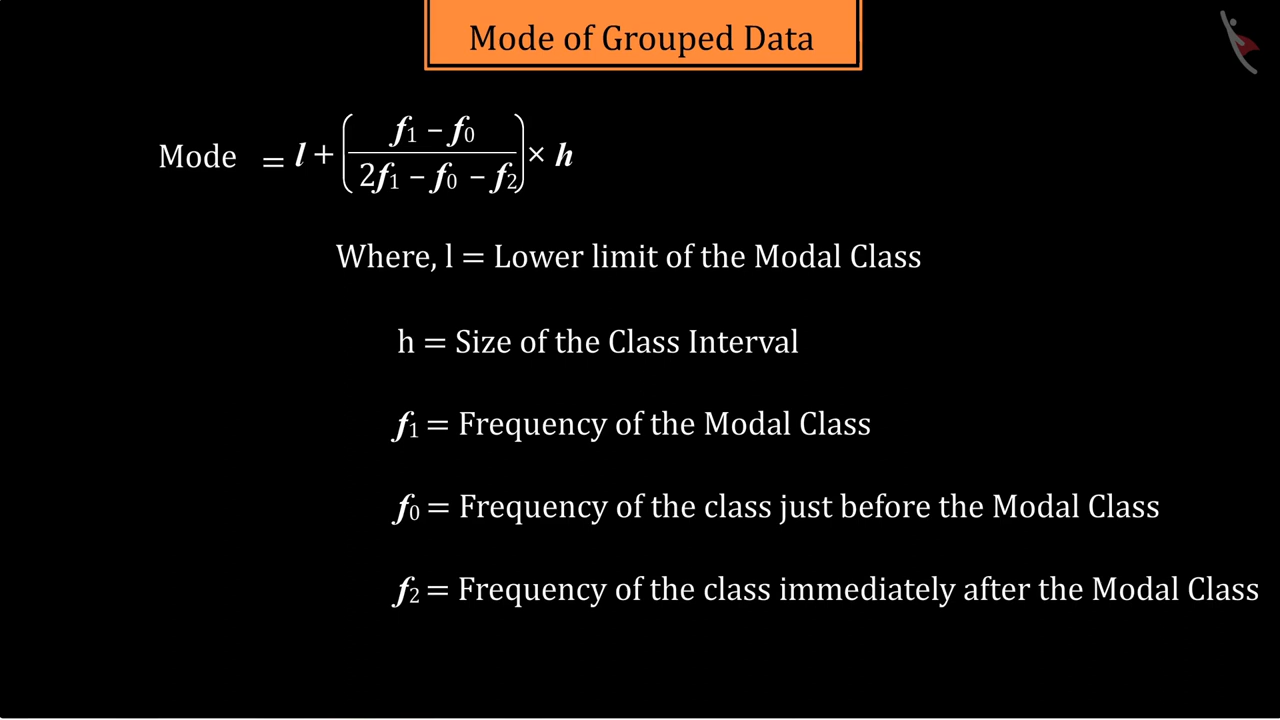 Mode of Grouped Data
Mode = l + ( f1 – f0 / 2f1 – f0 – f2 ) × h
Where, l = Lower limit of the Modal Class
h = Size of the Class Interval
f1 = Frequency of the Modal Class
f0 = Frequency of the class just before the Modal Class
f2 = Frequency of the class immediately after the Modal Class